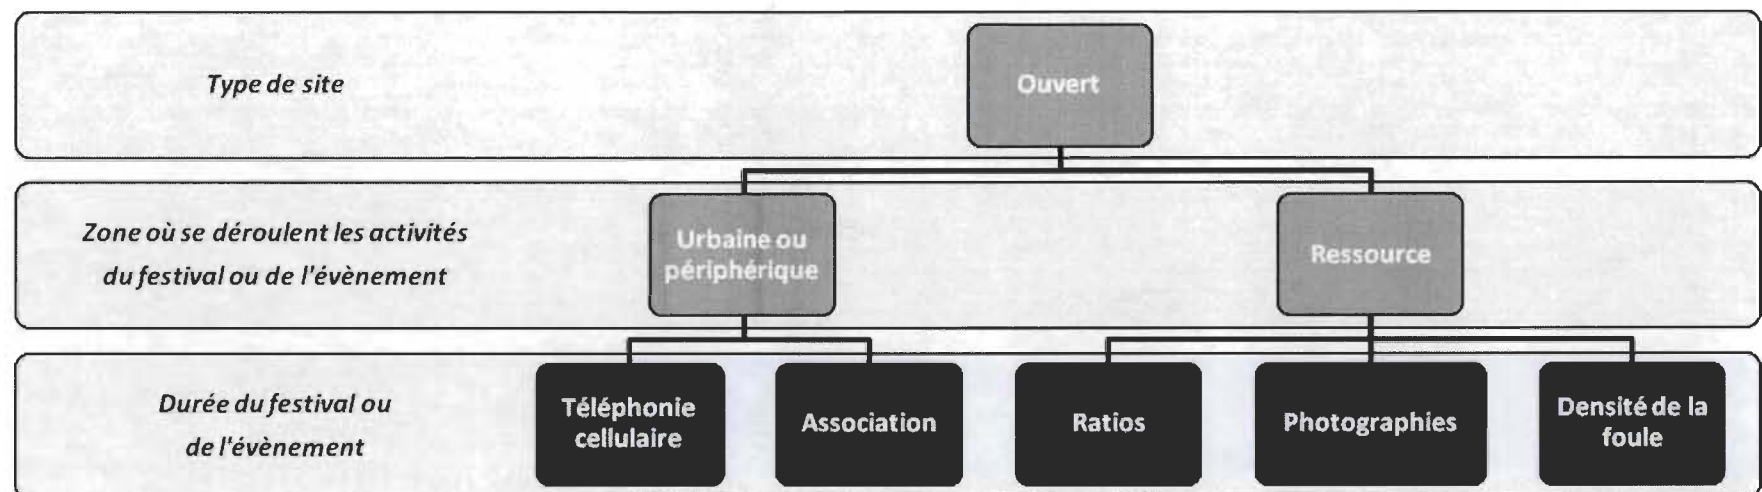 Type de site
Ouvert
Zone où se déroulent les activités
du festival ou de l'évènement
Urbaine ou
périphérique
Ressource
Durée du festival ou
de l'évènement
Téléphonie
cellulaire
Association
Ratios
Photographies
Densité de la
foule